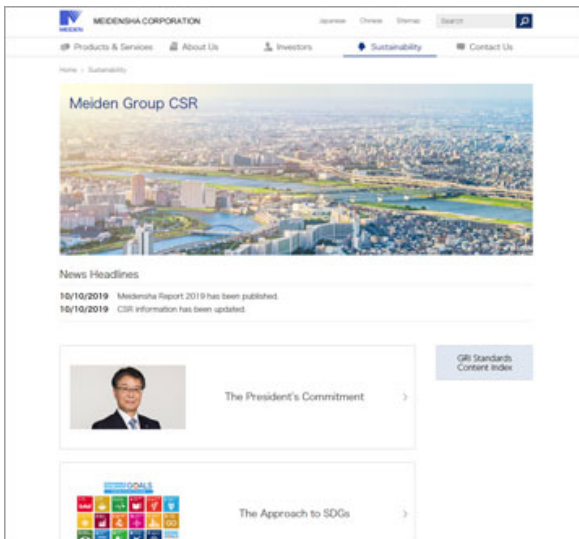 MEIDEN
MEIDENSHA CORPORATION
Japanese Chinese Sitemap Search
Products & Services About Us Investors Sustainability Contact Us
Home Sustainability
Meiden Group CSR
News Headlines
10/10/2019 Meidensha Report 2019 has been published.
10/10/2019 CSR information has been updated.
GRI Standards
Content Index
The President's Commitment
GOALS
The Approach to SDGs